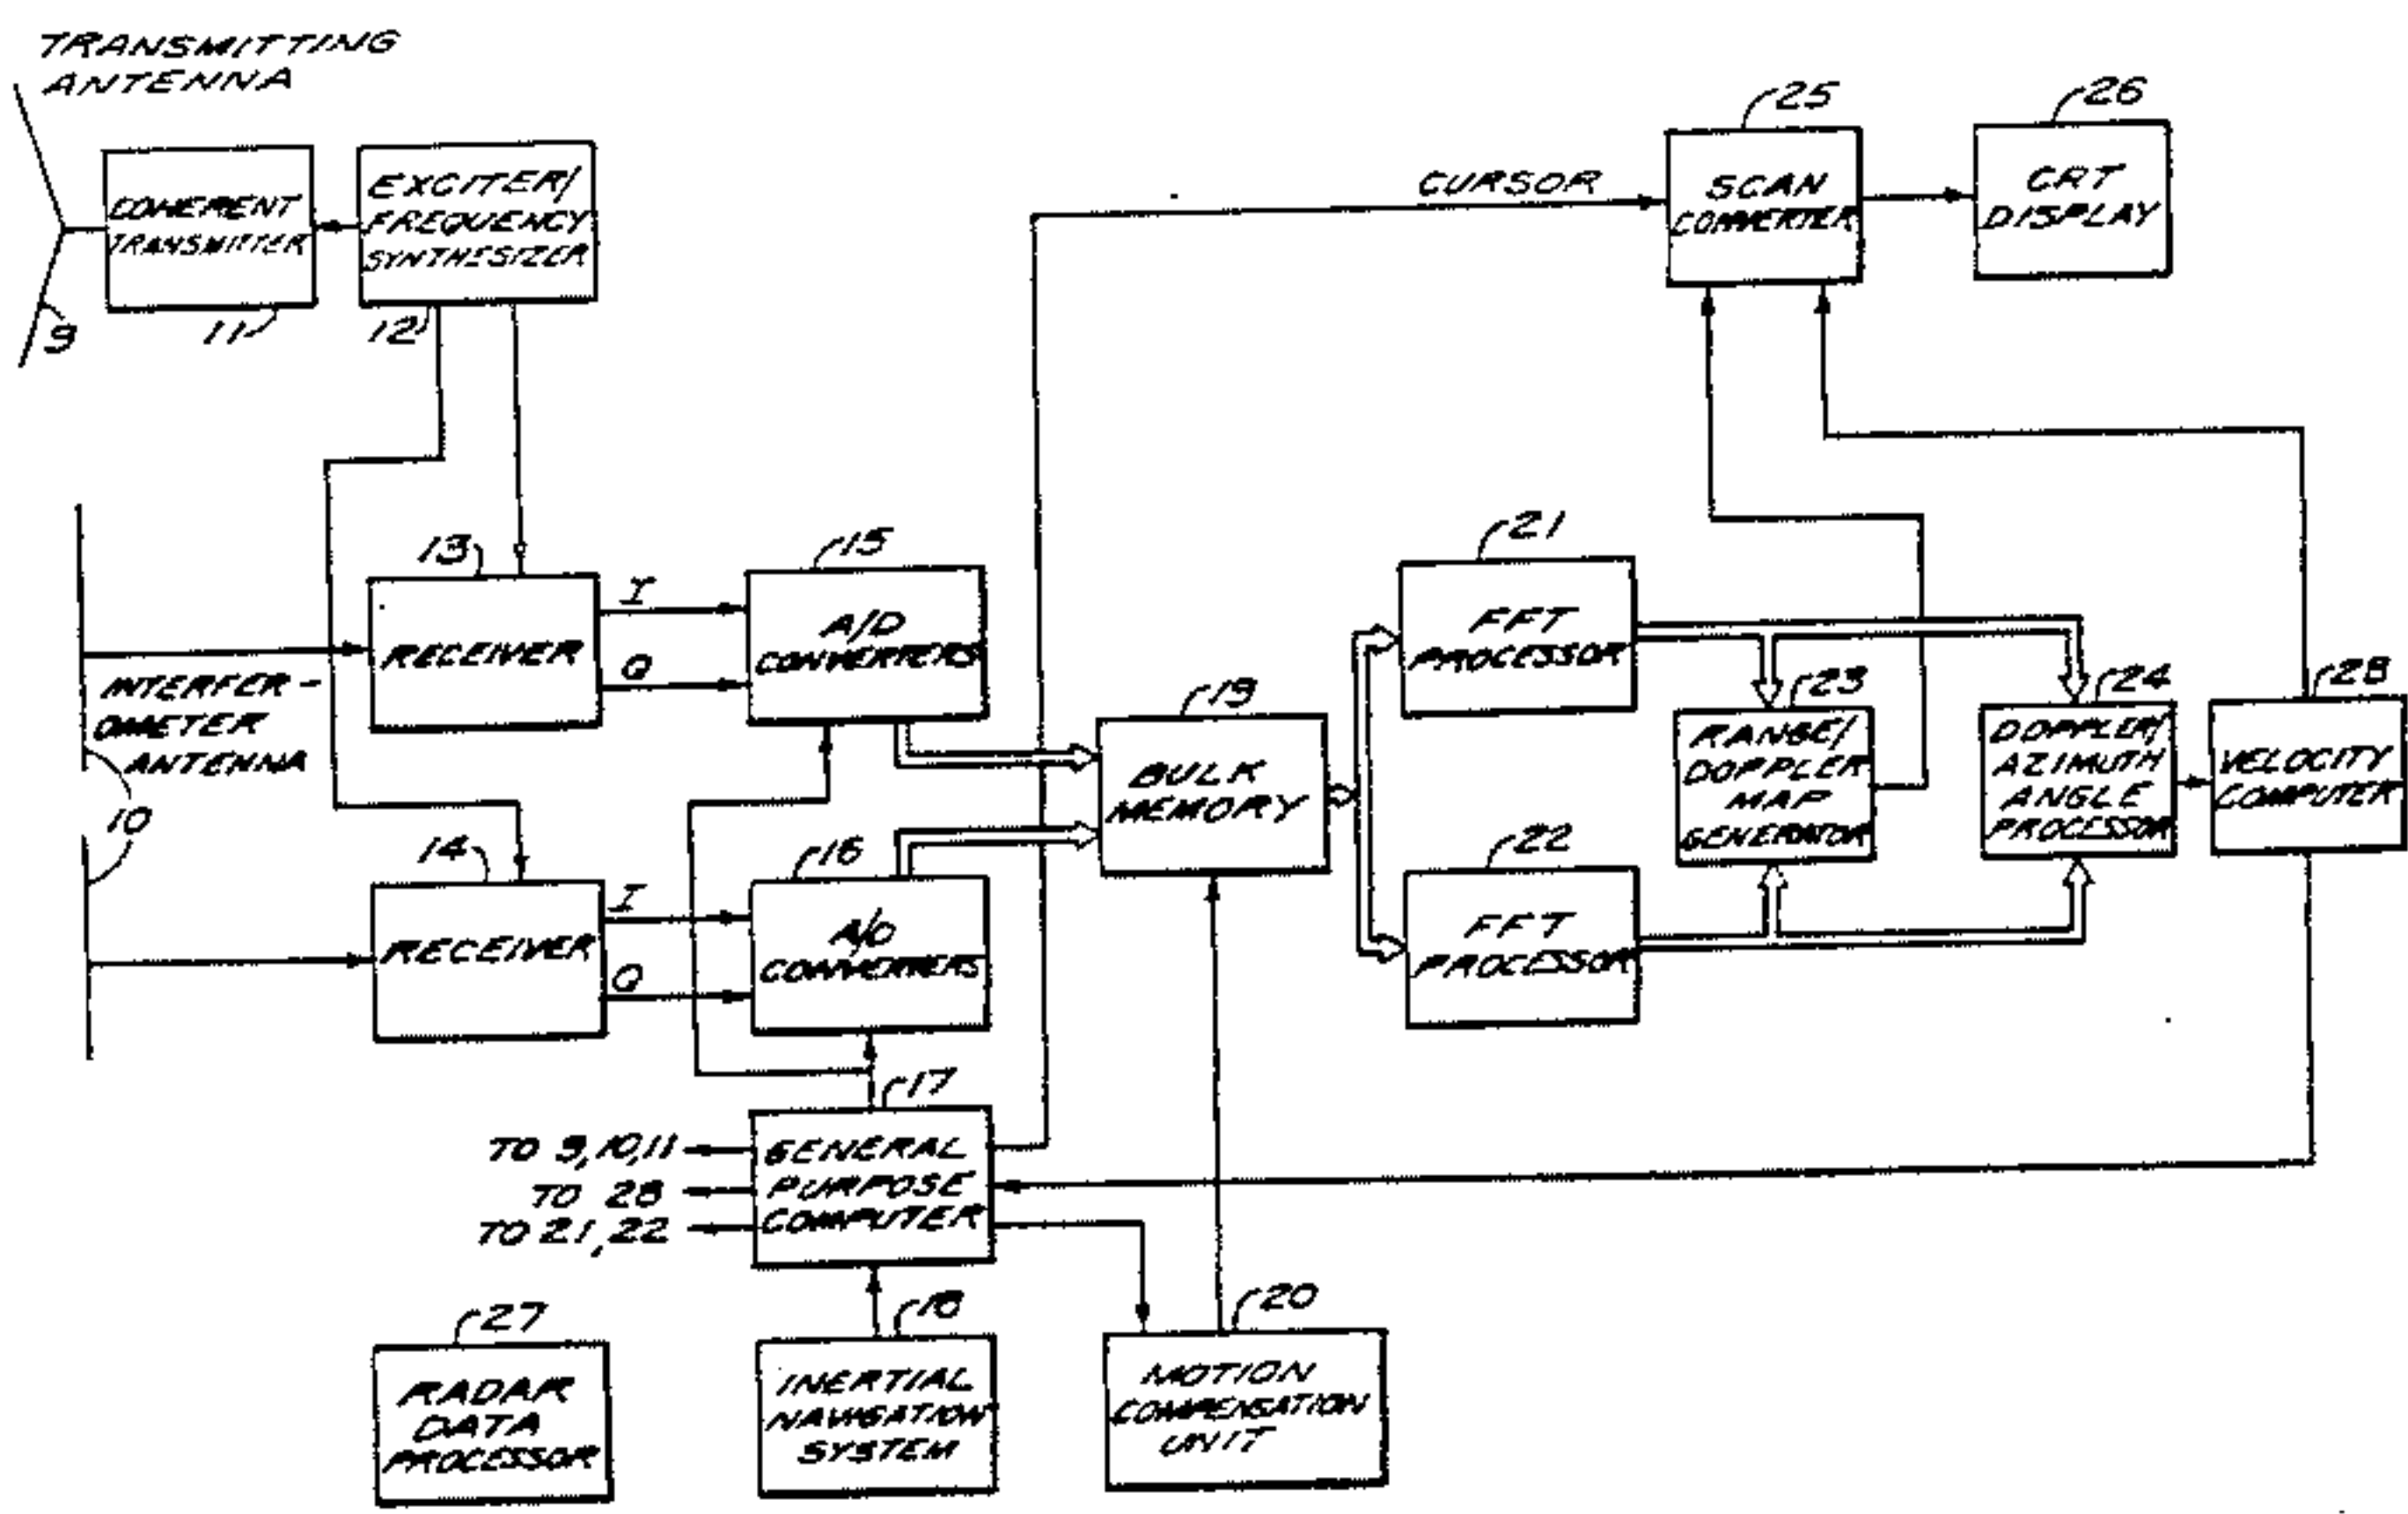 TRANSMITTING
ANTENNA
COHERENT
TRANSMITTER
11
EXCITER/
FREQUENCY
SYNTHESIZER
12
9
25
SCAN
CONVERTER
26
CRT
DISPLAY
CURSOR
13
RECEIVER
I
Q
15
A/D
CONVERTERS
INTERFER-
OMETER
ANTENNA
10
14
RECEIVER
I
Q
16
A/D
CONVERTERS
19
BULK
MEMORY
21
FFT
PROCESSOR
22
FFT
PROCESSOR
23
RANGE/
DOPPLER
MAP
GENERATOR
24
DOPPLER/
AZIMUTH
ANGLE
PROCESSOR
28
VELOCITY
COMPUTER
17
GENERAL
PURPOSE
COMPUTER
TO 9,10,11
TO 28
TO 21,22
27
RADAR
DATA
PROCESSOR
18
INERTIAL
NAVIGATION
SYSTEM
20
MOTION
COMPENSATION
UNIT